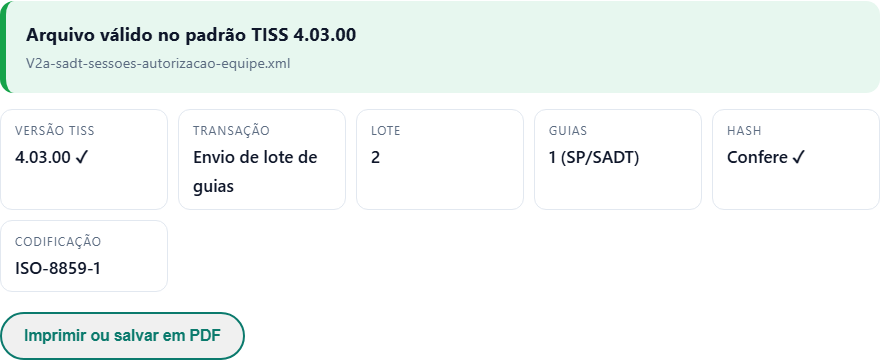 Arquivo válido no padrão TISS 4.03.00
V2a-sadt-sessoes-autorizacao-equipe.xml
VERSÃO TISS
4.03.00 ✓
TRANSAÇÃO
Envio de lote de
guias
LOTE
2
GUIAS
1 (SP/SADT)
HASH
Confere ✓
CODIFICAÇÃO
ISO-8859-1
Imprimir ou salvar em PDF